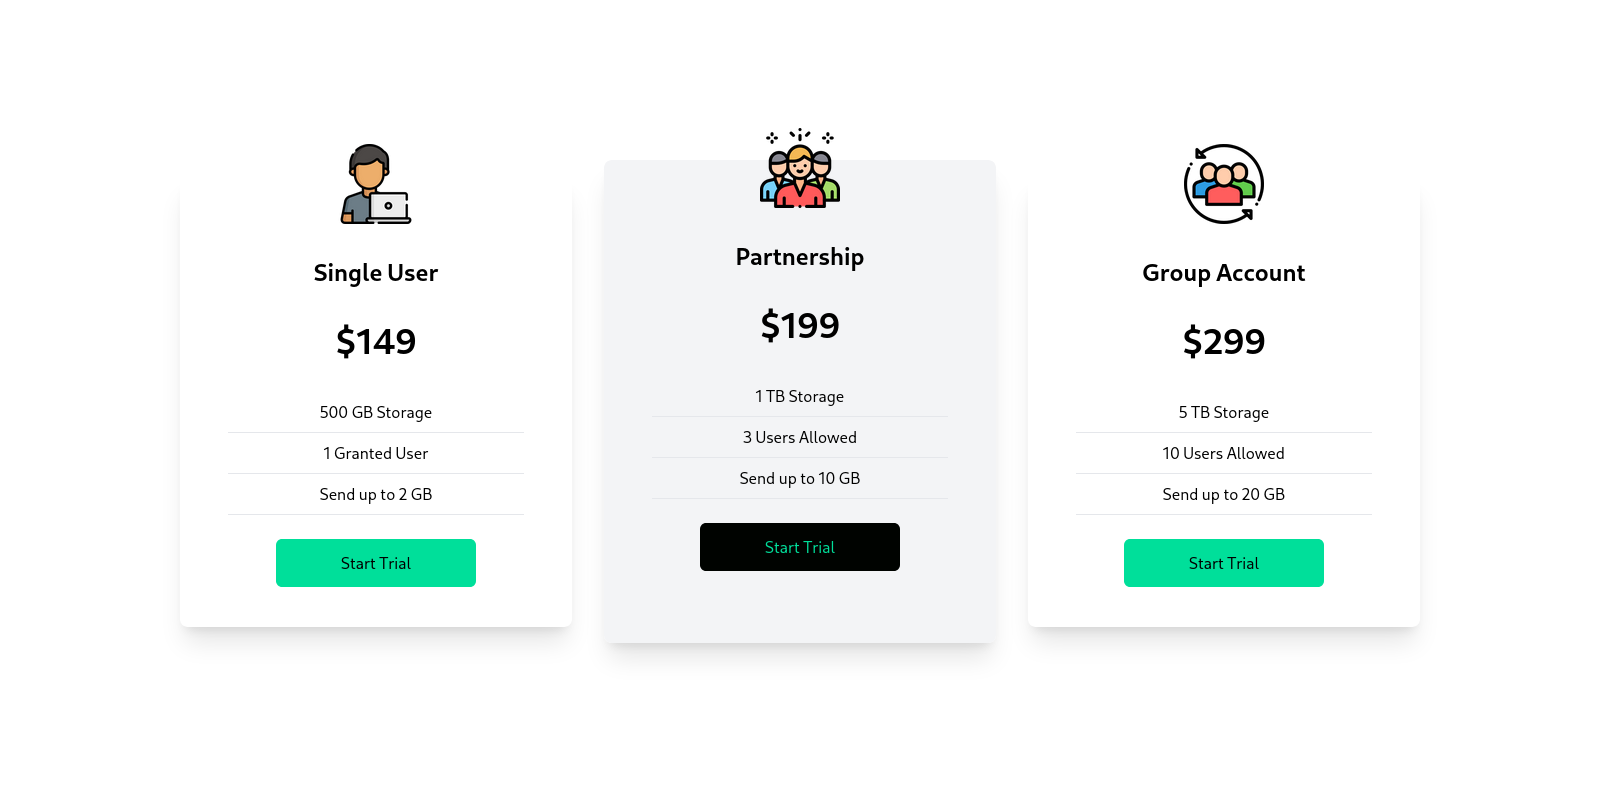 Single User
$149
500 GB Storage
1 Granted User
Send up to 2 GB
Start Trial
Partnership
$199
1 TB Storage
3 Users Allowed
Send up to 10 GB
Start Trial
Group Account
$299
5 TB Storage
10 Users Allowed
Send up to 20 GB
Start Trial